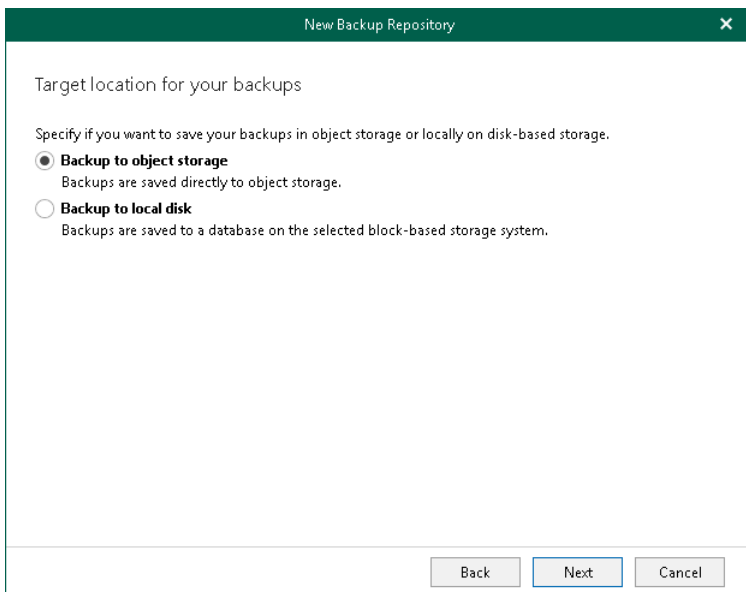 New Backup Repository
Target location for your backups
Specify if you want to save your backups in object storage or locally on disk-based storage.
Backup to object storage
Backups are saved directly to object storage.
Backup to local disk
Backups are saved to a database on the selected block-based storage system.
Back
Next
Cancel